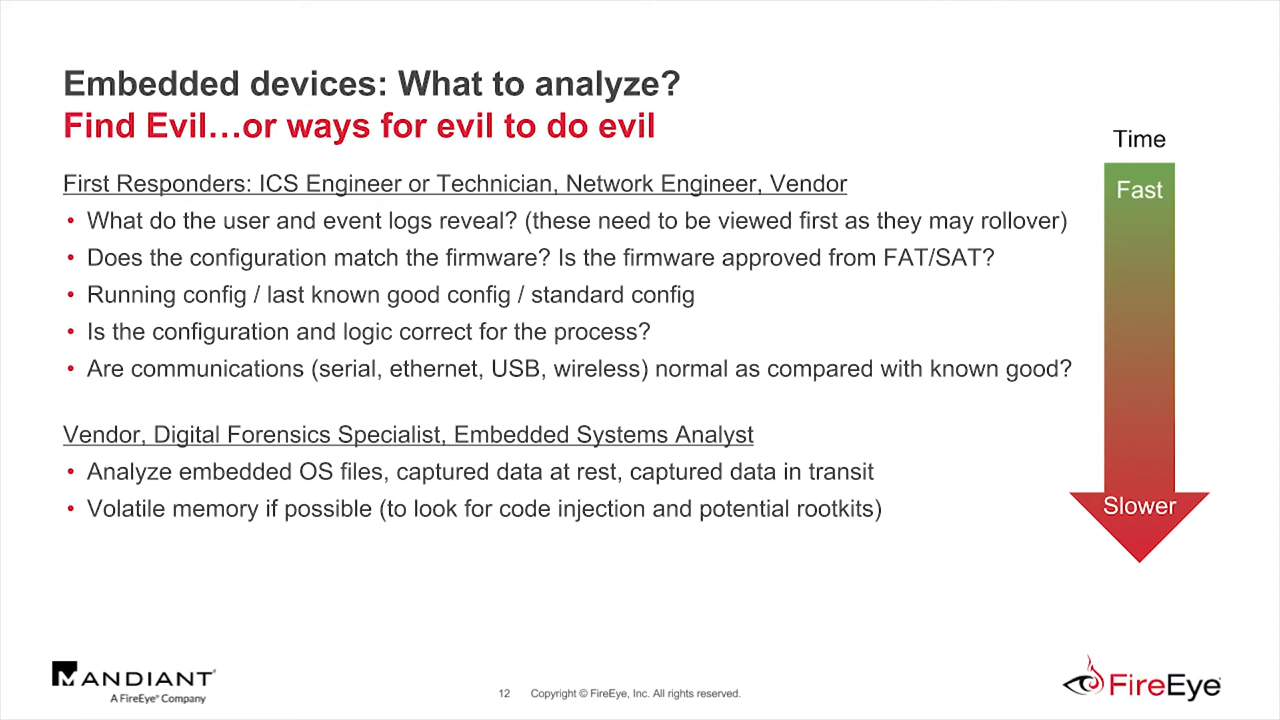 Embedded devices: What to analyze?
Find Evil…or ways for evil to do evil
Time
Fast
Slower
First Responders: ICS Engineer or Technician, Network Engineer, Vendor
• What do the user and event logs reveal? (these need to be viewed first as they may rollover)
• Does the configuration match the firmware? Is the firmware approved from FAT/SAT?
• Running config / last known good config / standard config
• Is the configuration and logic correct for the process?
• Are communications (serial, ethernet, USB, wireless) normal as compared with known good?
Vendor, Digital Forensics Specialist, Embedded Systems Analyst
• Analyze embedded OS files, captured data at rest, captured data in transit
• Volatile memory if possible (to look for code injection and potential rootkits)
MANDIANT®
A FireEye® Company
12 Copyright © FireEye, Inc. All rights reserved.
FireEye